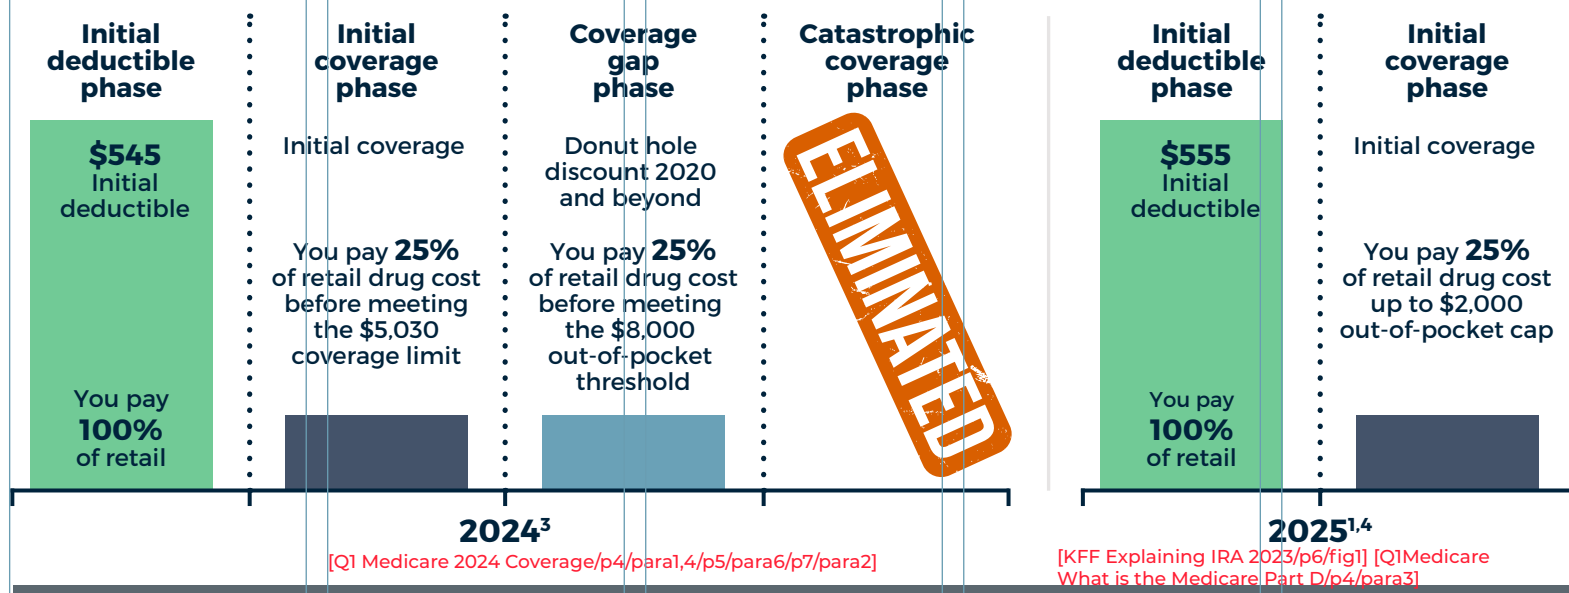 Initial
deductible
phase
$545
Initial
deductible
You pay
100%
of retail
Initial
coverage
phase
Initial coverage
You pay 25%
of retail drug cost
before meeting
the $5,030
coverage limit
Coverage
gap
phase
Donut hole
discount 2020
and beyond
You pay 25%
of retail drug cost
before meeting
the $8,000
out-of-pocket
threshold
Catastrophic
coverage
phase
ELIMINATED
2024³
[Q1 Medicare 2024 Coverage/p4/para1,4/p5/para6/p7/para2]
Initial
deductible
phase
$555
Initial
deductible
You pay
100%
of retail
Initial
coverage
phase
Initial coverage
You pay 25%
of retail drug cost
up to $2,000
out-of-pocket cap
2025¹,⁴
[KFF Explaining IRA 2023/p6/fig1] [Q1Medicare
What is the Medicare Part D/p4/para3]